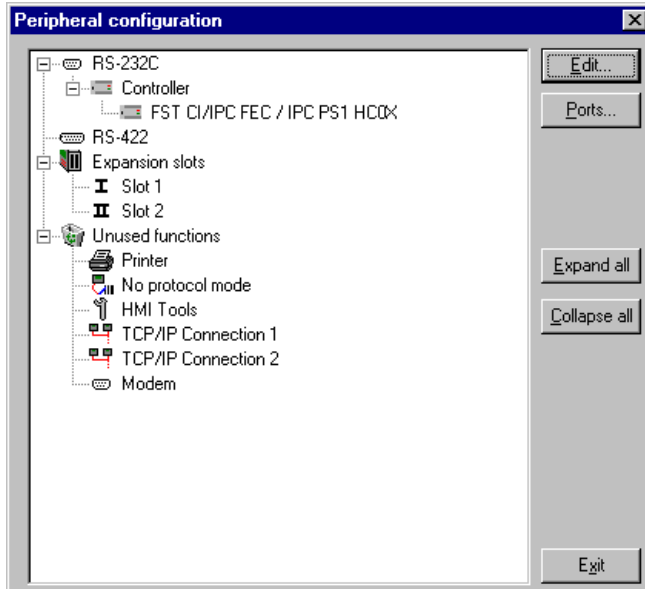 Peripheral configuration
RS-232C
Controller
FST CI/IPC FEC / IPC PS1 HC0X
RS-422
Expansion slots
I Slot 1
II Slot 2
Unused functions
Printer
No protocol mode
HMI Tools
TCP/IP Connection 1
TCP/IP Connection 2
Modem
Edit...
Ports...
Expand all
Collapse all
Exit